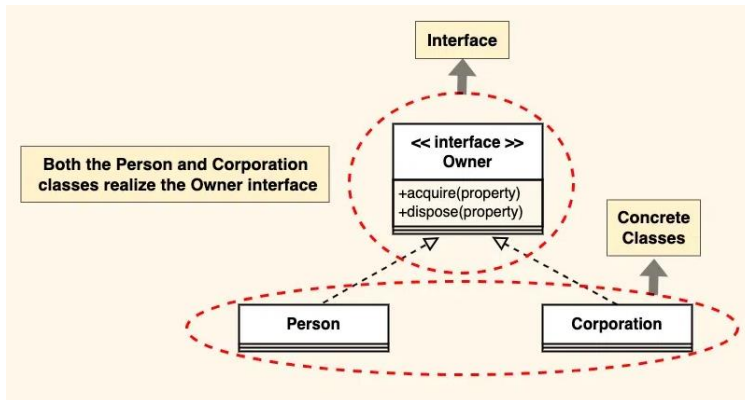 Interface
<< interface >>
Owner
+acquire(property)
+dispose(property)
Both the Person and Corporation
classes realize the Owner interface
Concrete
Classes
Person
Corporation